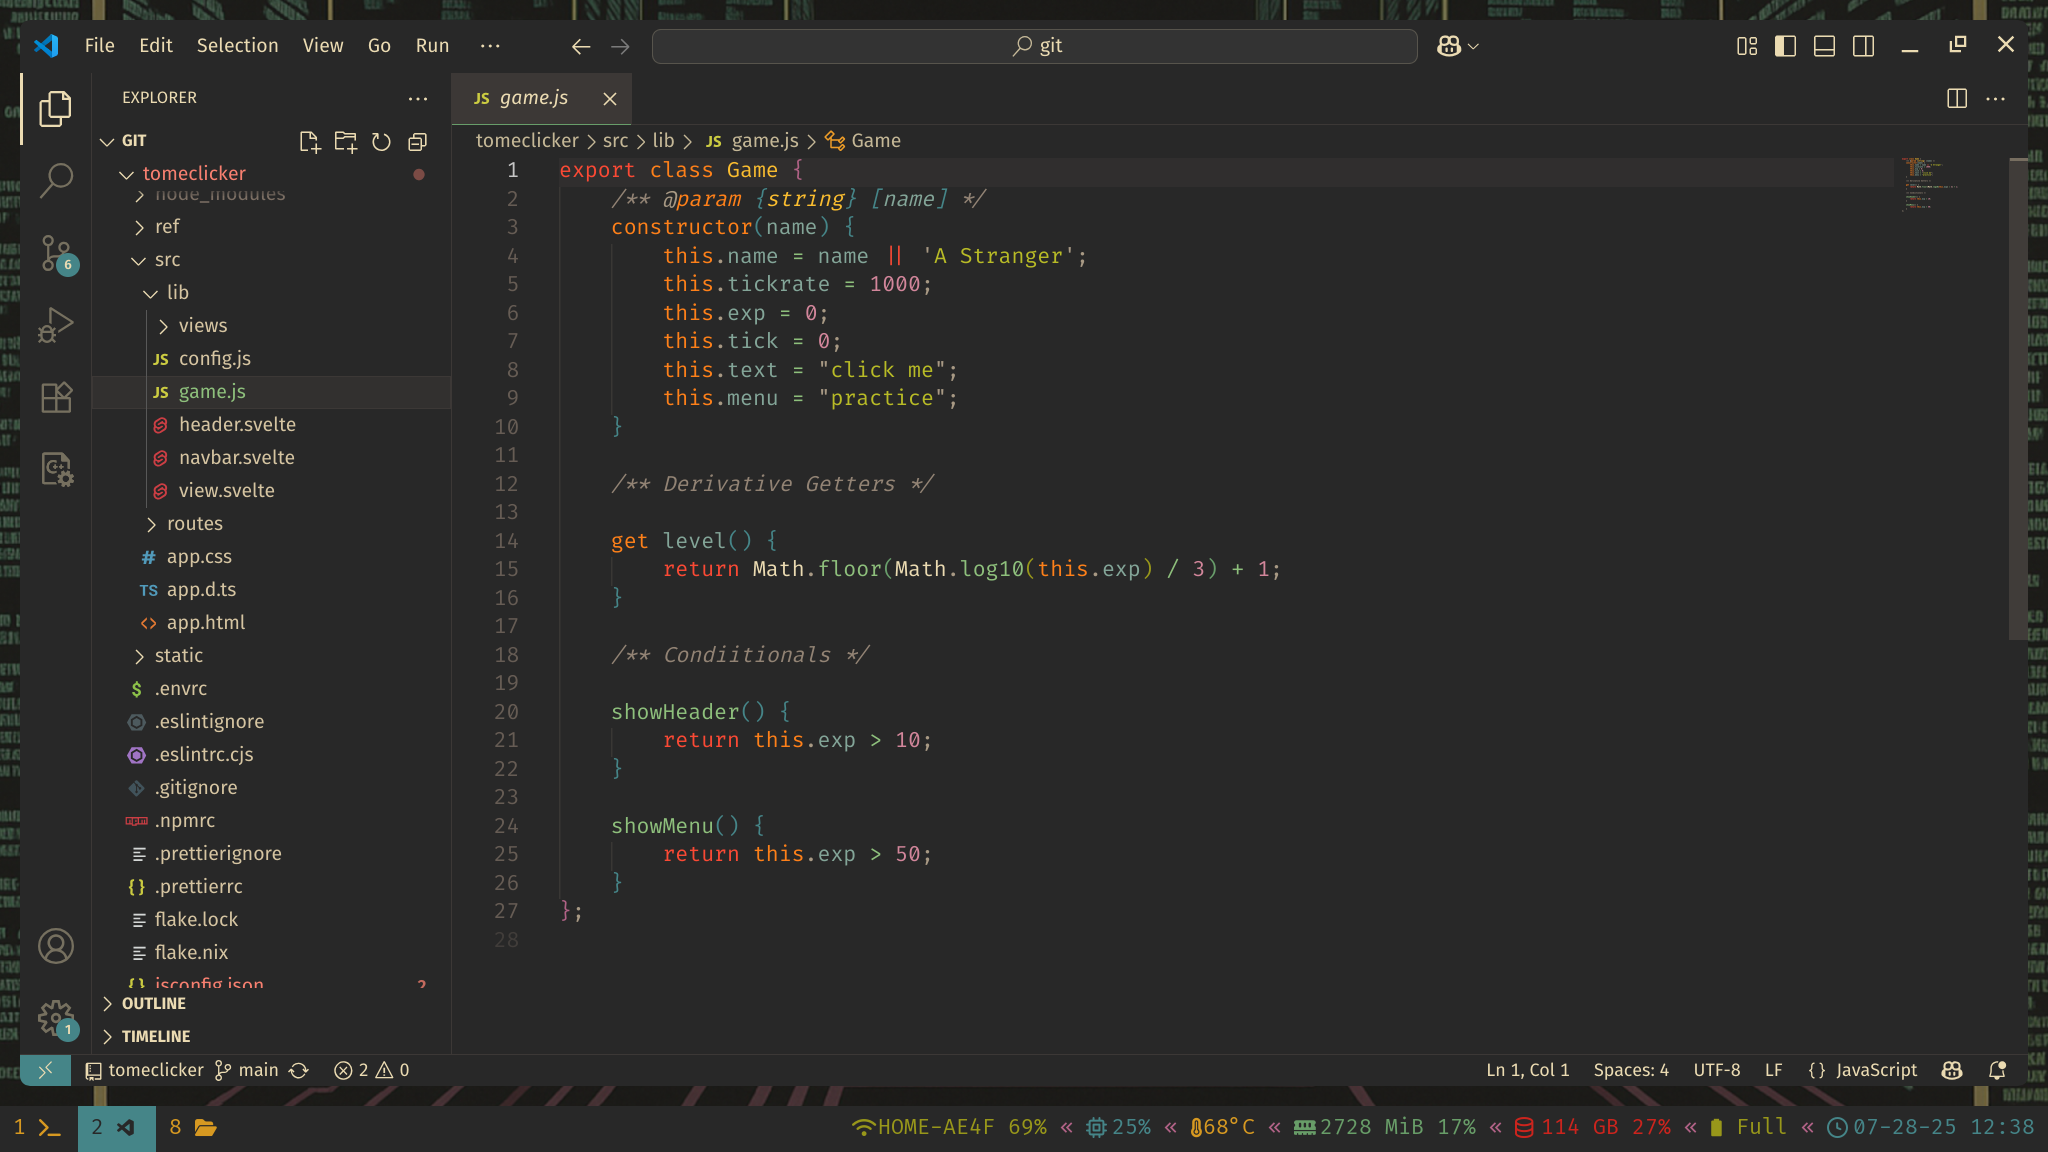 File Edit Selection View Go Run ···
git
EXPLORER
JS game.js
GIT
tomeclicker
node_modules
ref
src
lib
views
JS config.js
JS game.js
header.svelte
navbar.svelte
view.svelte
routes
# app.css
TS app.d.ts
<> app.html
static
$ .envrc
.eslintignore
.eslintrc.cjs
.gitignore
.npmrc
.prettierignore
{} .prettierrc
flake.lock
flake.nix
{} jsconfig.json 2
OUTLINE
TIMELINE
6
1
tomeclicker > src > lib > JS game.js > Game
1 export class Game {
2 /** @param {string} [name] */
3 constructor(name) {
4 this.name = name || 'A Stranger';
5 this.tickrate = 1000;
6 this.exp = 0;
7 this.tick = 0;
8 this.text = "click me";
9 this.menu = "practice";
10 }
11
12 /** Derivative Getters */
13
14 get level() {
15 return Math.floor(Math.log10(this.exp) / 3) + 1;
16 }
17
18 /** Condiitionals */
19
20 showHeader() {
21 return this.exp > 10;
22 }
23
24 showMenu() {
25 return this.exp > 50;
26 }
27 };
28
tomeclicker main 2 0
Ln 1, Col 1 Spaces: 4 UTF-8 LF {} JavaScript
1 2 8
HOME-AE4F 69% « 25% « 68°C « 2728 MiB 17% « 114 GB 27% « Full « 07-28-25 12:38